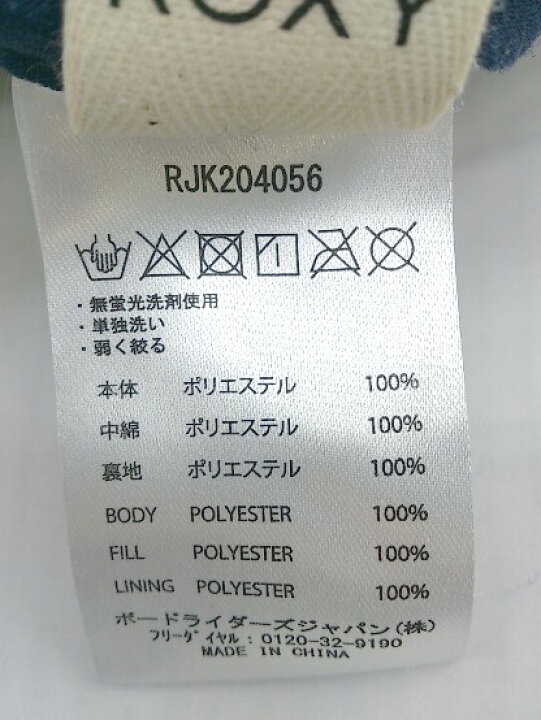 ROXY
RJK204056
・無蛍光洗剤使用
・単独洗い
・弱く絞る
本体 ポリエステル 100%
中綿 ポリエステル 100%
裏地 ポリエステル 100%
BODY POLYESTER 100%
FILL POLYESTER 100%
LINING POLYESTER 100%
ボードライダーズジャパン(株)
フリーダイヤル:0120-32-9190
MADE IN CHINA